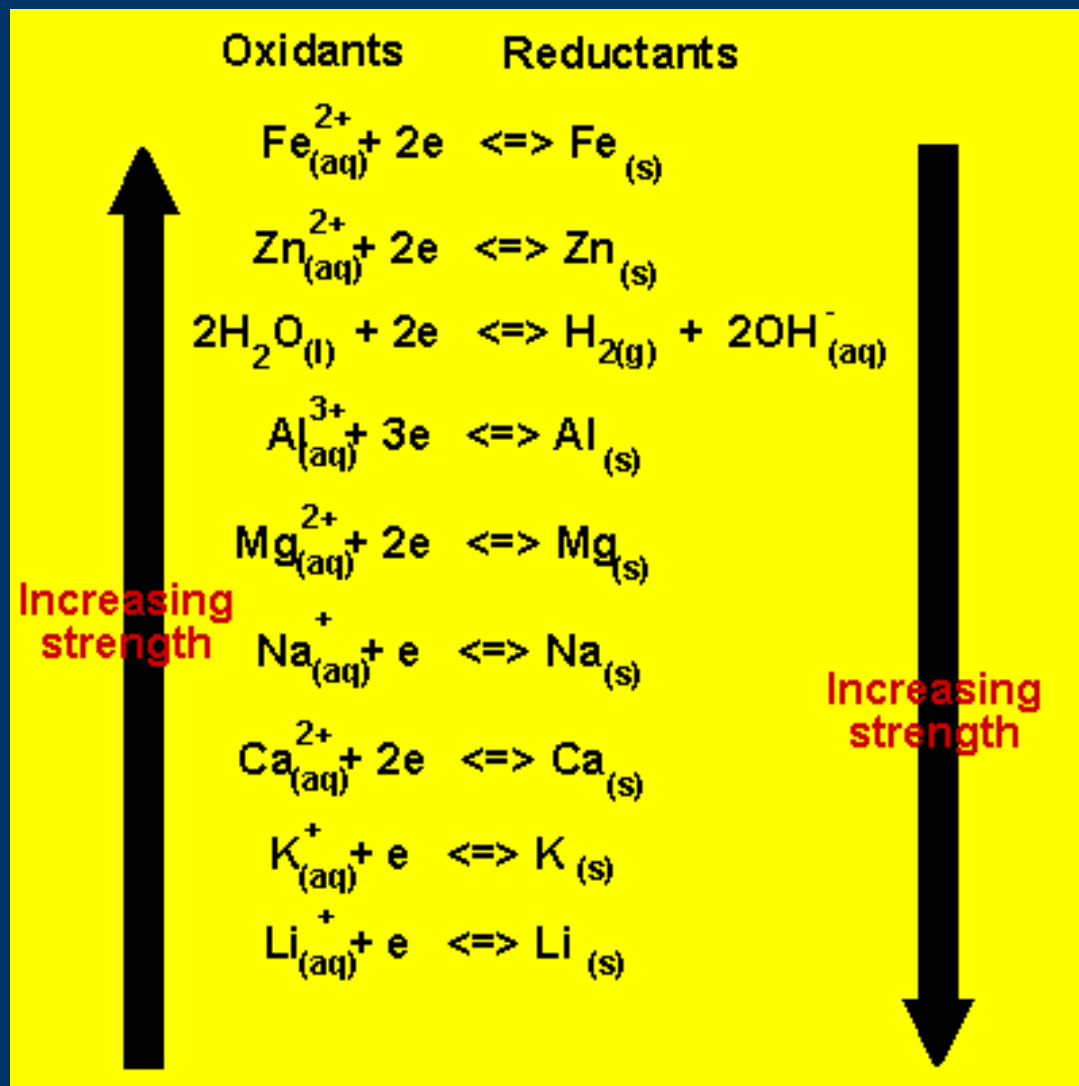 Oxidants Reductants
Fe²⁺(aq) + 2e <=> Fe (s)
Zn²⁺(aq) + 2e <=> Zn (s)
2H₂O(l) + 2e <=> H₂(g) + 2OH⁻(aq)
Al³⁺(aq) + 3e <=> Al (s)
Mg²⁺(aq) + 2e <=> Mg(s)
Increasing
strength
Na⁺(aq) + e <=> Na(s)
Increasing
strength
Ca²⁺(aq) + 2e <=> Ca(s)
K⁺(aq) + e <=> K (s)
Li⁺(aq) + e <=> Li (s)